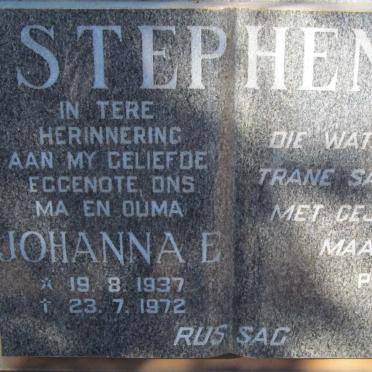 STEPHEN
IN TERE
HERINNERING
AAN MY GELIEFDE
EGGENOTE, ONS
MA EN OUMA
JOHANNA E
☆ 19. 8. 1937
† 23. 7. 1972
DIE WAT
TRANE SA
MET GEJ
MAA
P
RUS SAG